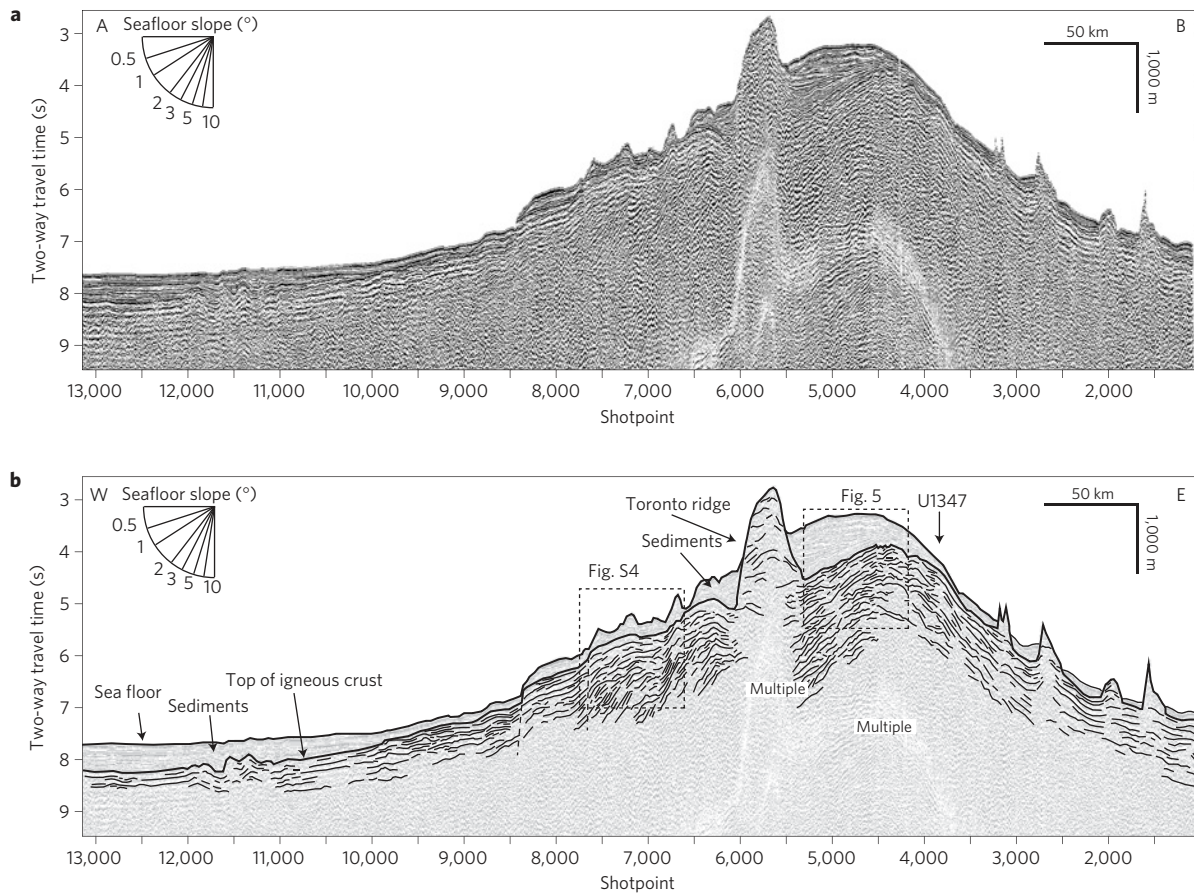 a
A Seafloor slope (°)
0.5
1
2
3
5
10
50 km
1,000 m
B
Two-way travel time (s)
3
4
5
6
7
8
9
13,000 12,000 11,000 10,000 9,000 8,000 7,000 6,000 5,000 4,000 3,000 2,000
Shotpoint
b
W Seafloor slope (°)
0.5
1
2
3
5
10
Toronto ridge
Sediments
Fig. S4
Fig. 5
U1347
50 km
1,000 m
E
Sea floor
Sediments
Top of igneous crust
Multiple
Multiple
Two-way travel time (s)
3
4
5
6
7
8
9
13,000 12,000 11,000 10,000 9,000 8,000 7,000 6,000 5,000 4,000 3,000 2,000
Shotpoint